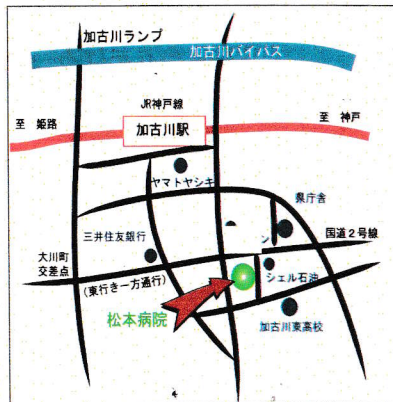 加古川ランプ
加古川バイパス
JR神戸線
至 姫路
加古川駅
至 神戸
ヤマトヤシキ
県庁舎
三井住友銀行
ン
国道2号線
大川町
交差点
(東行き一方通行)
シェル石油
松本病院
加古川東高校